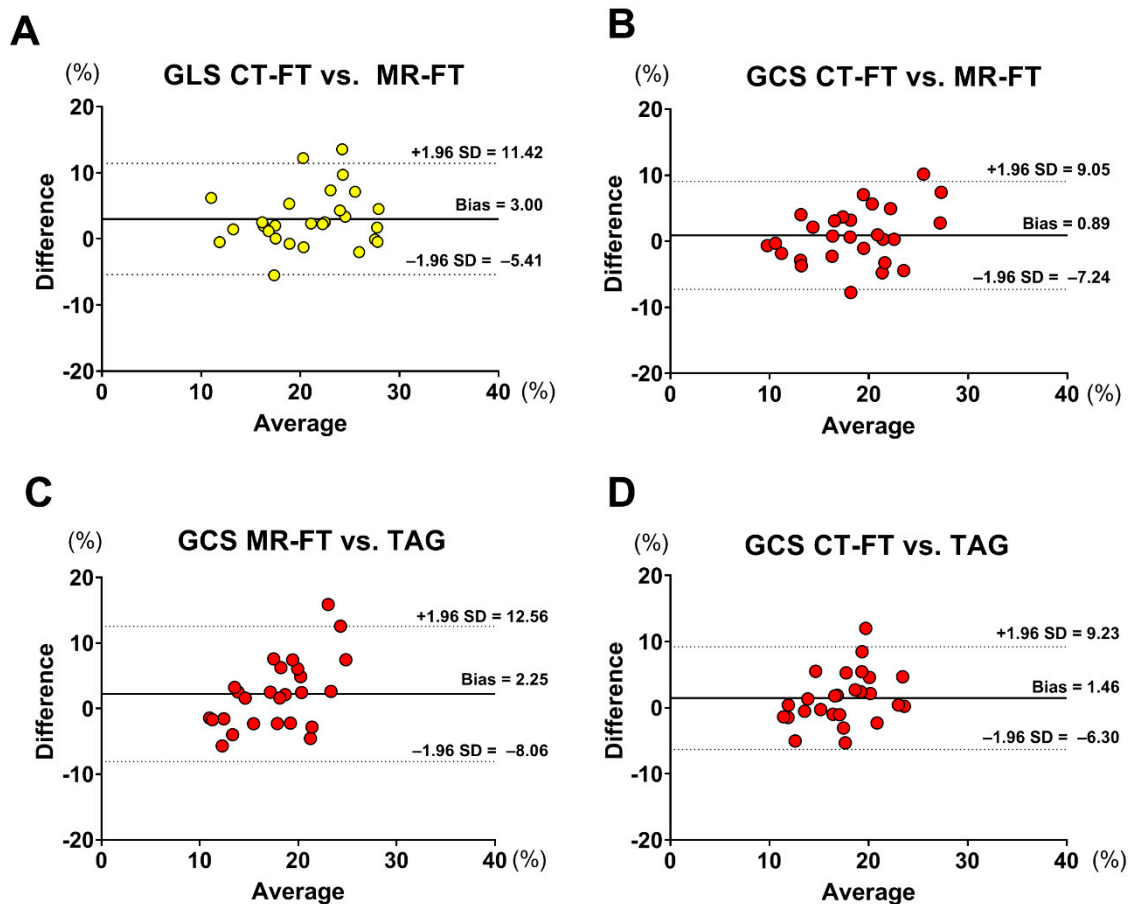 A
GLS CT-FT vs.  MR-FT
(%)
Difference
20
10
0
-10
-20
+1.96 SD = 11.42
Bias = 3.00
−1.96 SD = −5.41
0 10 20 30 40 (%)
Average
B
GCS CT-FT vs. MR-FT
(%)
Difference
20
10
0
-10
-20
+1.96 SD = 9.05
Bias = 0.89
−1.96 SD = −7.24
0 10 20 30 40 (%)
Average
C
GCS MR-FT vs. TAG
(%)
Difference
20
10
0
-10
-20
+1.96 SD = 12.56
Bias = 2.25
−1.96 SD = −8.06
0 10 20 30 40 (%)
Average
D
GCS CT-FT vs. TAG
(%)
Difference
20
10
0
-10
-20
+1.96 SD = 9.23
Bias = 1.46
−1.96 SD = −6.30
0 10 20 30 40 (%)
Average